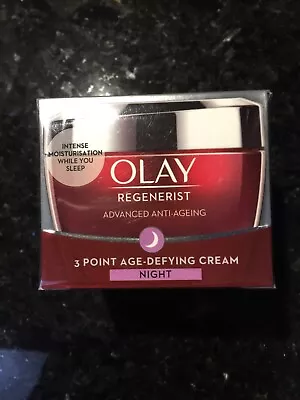 INTENSE
MOISTURISATION
WHILE YOU
SLEEP
OLAY
REGENERIST
ADVANCED ANTI-AGEING
3 POINT AGE-DEFYING CREAM
NIGHT